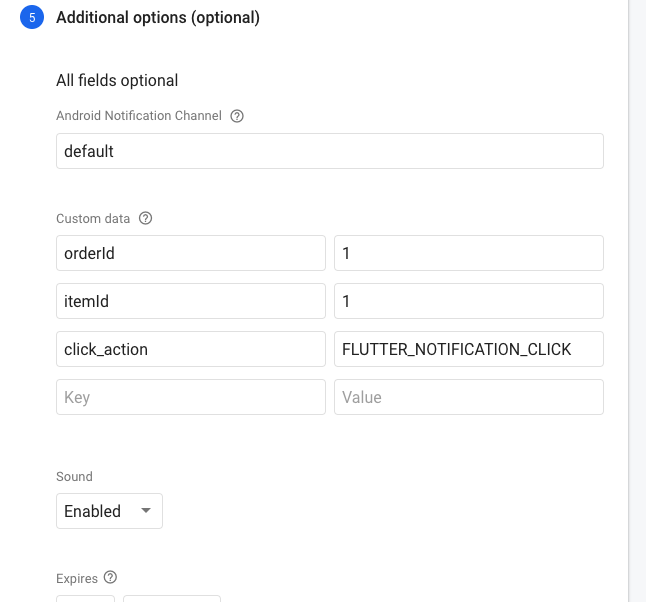 5 Additional options (optional)
All fields optional
Android Notification Channel
default
Custom data
orderId 1
itemId 1
click_action FLUTTER_NOTIFICATION_CLICK
Key Value
Sound
Enabled
Expires